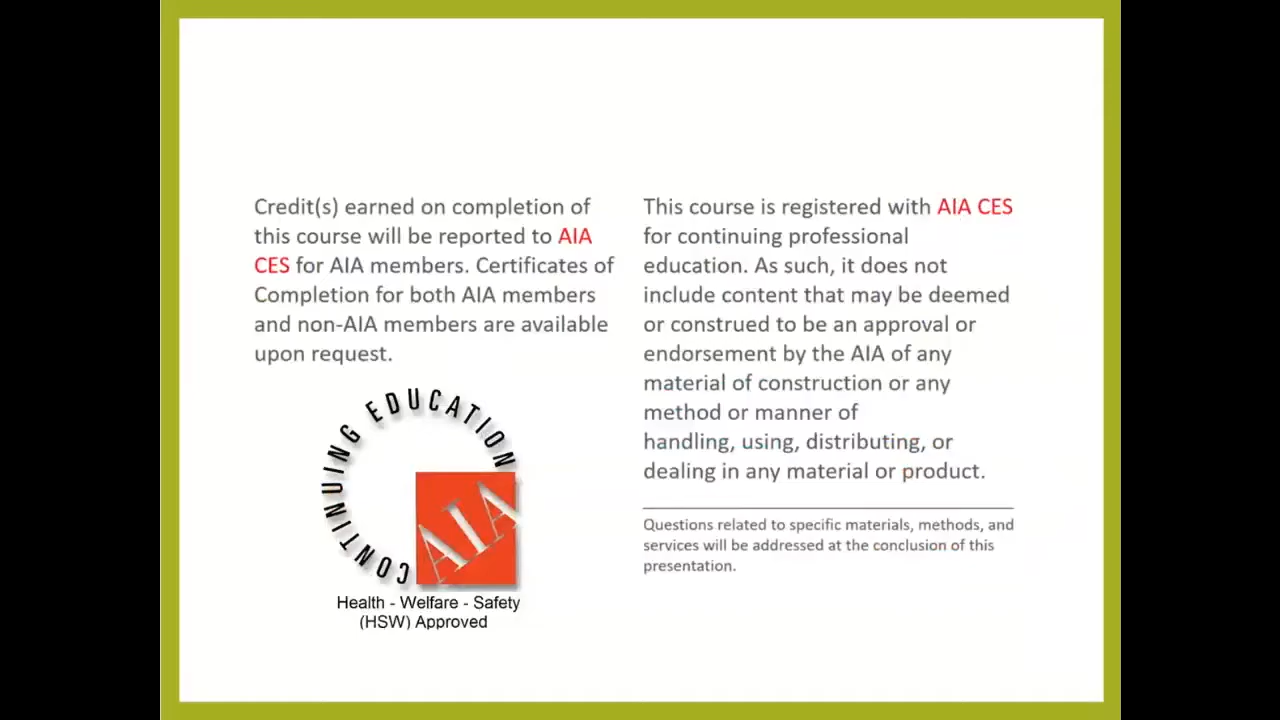 Credit(s) earned on completion of
this course will be reported to AIA
CES for AIA members. Certificates of
Completion for both AIA members
and non-AIA members are available
upon request.
CONTINUING EDUCATION
AIA
Health - Welfare - Safety
(HSW) Approved
This course is registered with AIA CES
for continuing professional
education. As such, it does not
include content that may be deemed
or construed to be an approval or
endorsement by the AIA of any
material of construction or any
method or manner of
handling, using, distributing, or
dealing in any material or product.
Questions related to specific materials, methods, and
services will be addressed at the conclusion of this
presentation.